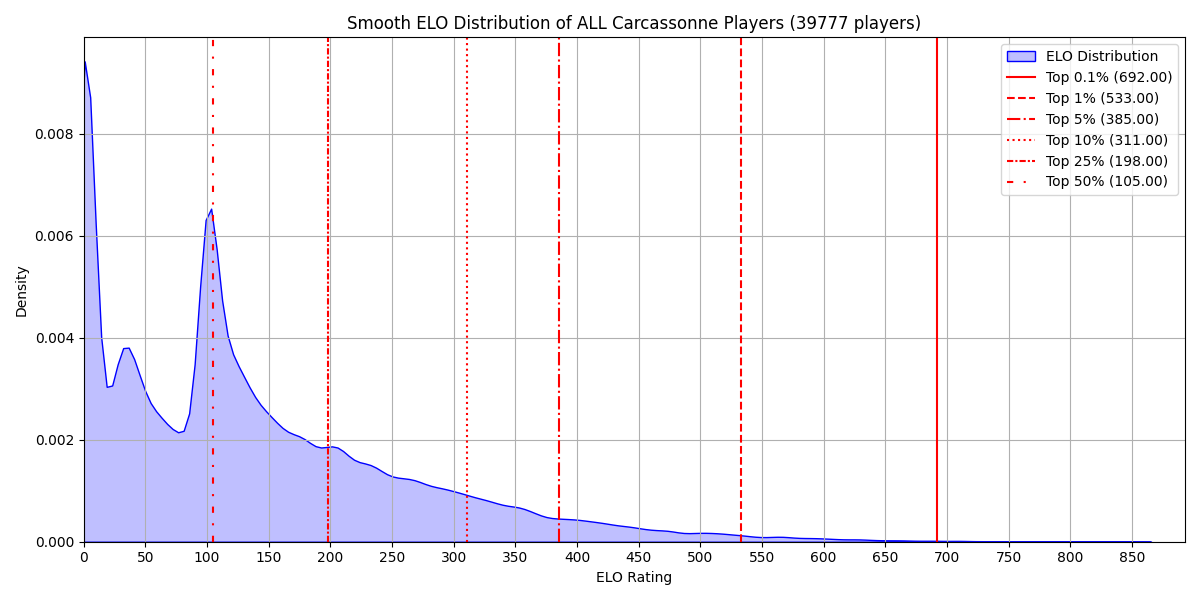 Smooth ELO Distribution of ALL Carcassonne Players (39777 players)
ELO Distribution
Top 0.1% (692.00)
Top 1% (533.00)
Top 5% (385.00)
Top 10% (311.00)
Top 25% (198.00)
Top 50% (105.00)
Density
0.008
0.006
0.004
0.002
0.000
0 50 100 150 200 250 300 350 400 450 500 550 600 650 700 750 800 850
ELO Rating